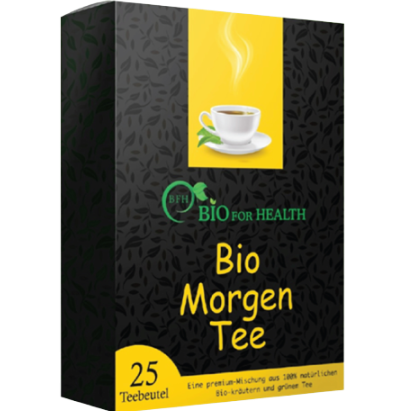 BFH
BIO FOR HEALTH
Bio
Morgen
Tee
25
Teebeutel
Eine premium-Mischung aus 100% natürlichen
Bio-kräutern und grünem Tee